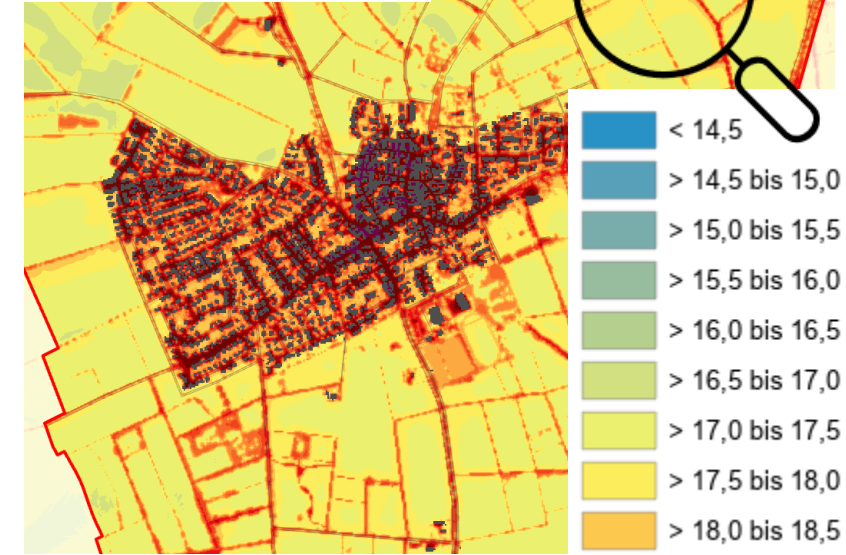 < 14,5
> 14,5 bis 15,0
> 15,0 bis 15,5
> 15,5 bis 16,0
> 16,0 bis 16,5
> 16,5 bis 17,0
> 17,0 bis 17,5
> 17,5 bis 18,0
> 18,0 bis 18,5